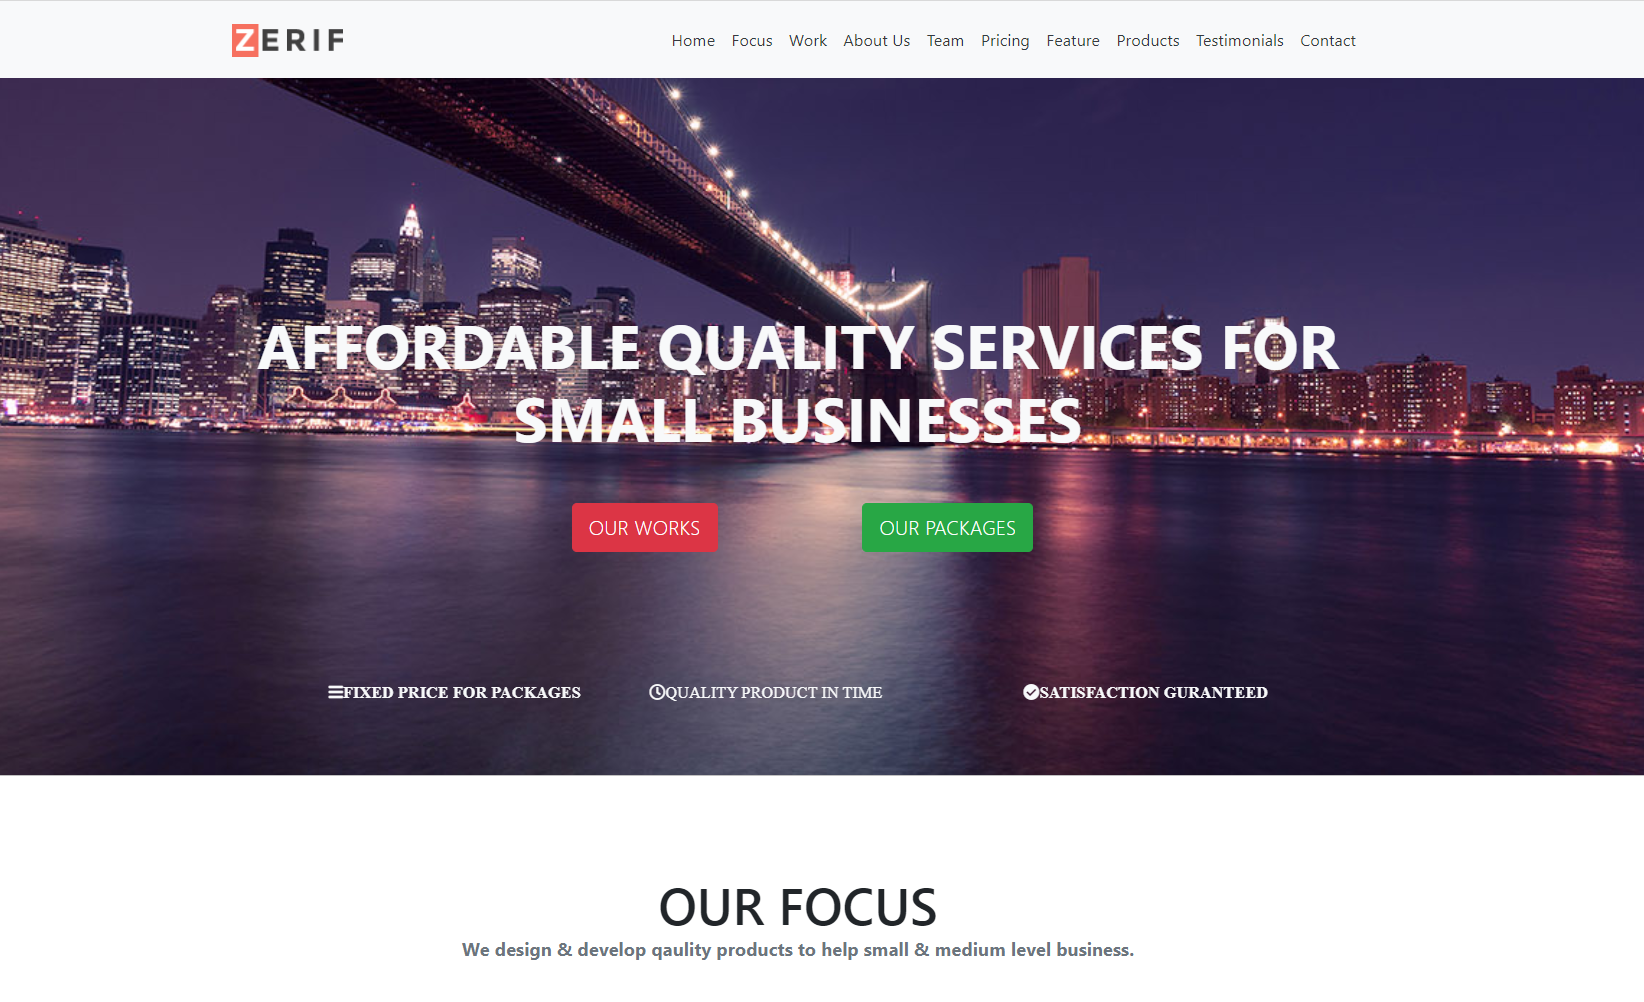 ZERIF
Home Focus Work About Us Team Pricing Feature Products Testimonials Contact
AFFORDABLE QUALITY SERVICES FOR
SMALL BUSINESSES
OUR WORKS OUR PACKAGES
FIXED PRICE FOR PACKAGES QUALITY PRODUCT IN TIME SATISFACTION GURANTEED
OUR FOCUS
We design & develop qaulity products to help small & medium level business.